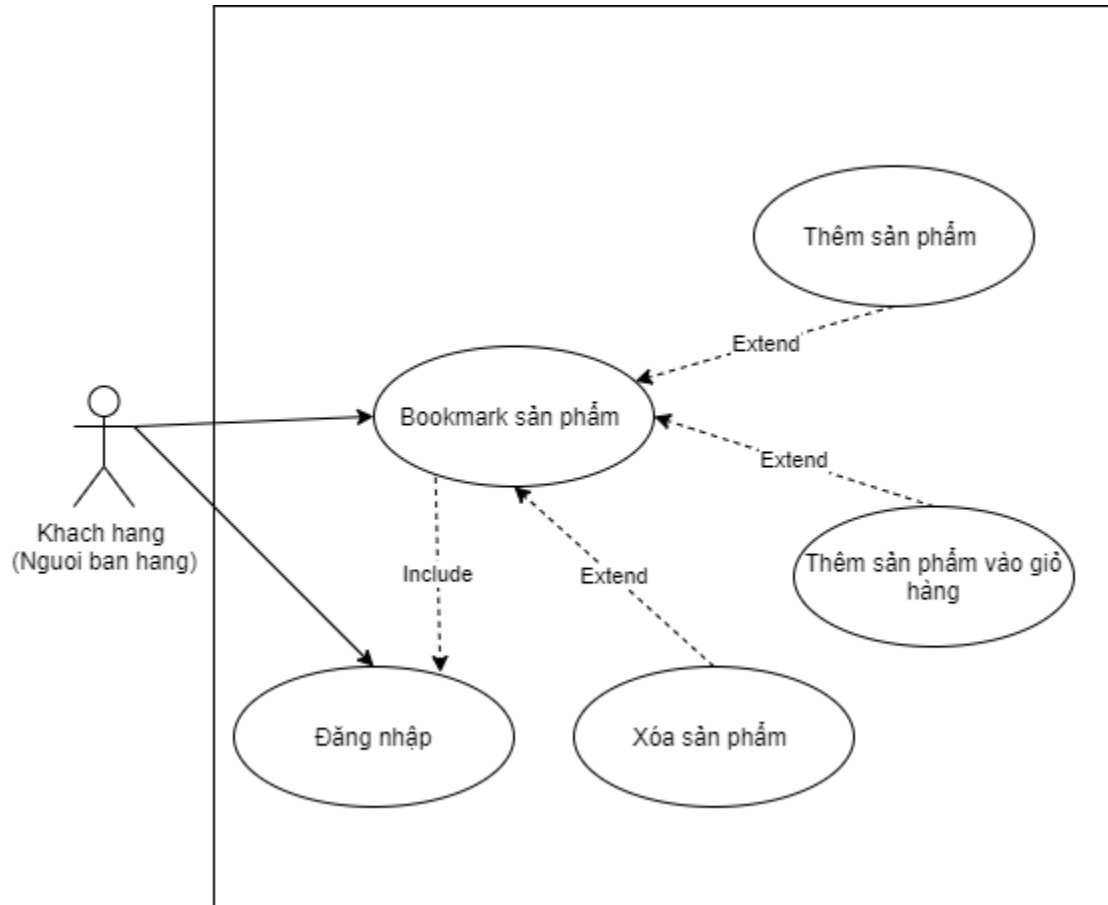 Thêm sản phẩm
Extend
Bookmark sản phẩm
Extend
Khach hang
(Nguoi ban hang)
Include
Extend
Thêm sản phẩm vào giỏ
hàng
Đăng nhập
Xóa sản phẩm